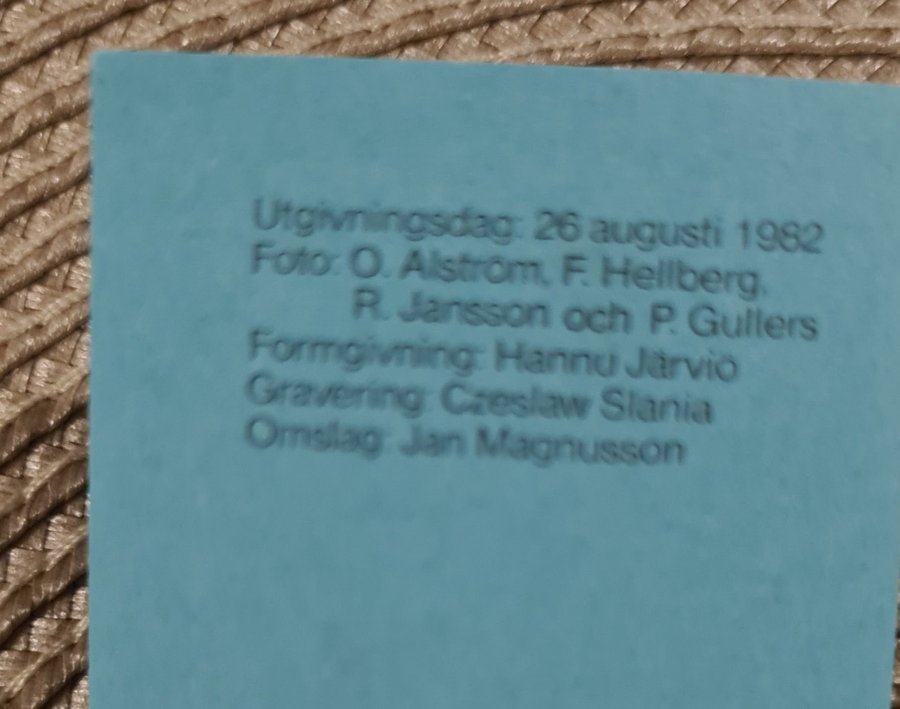 Utgivningsdag: 26 augusti 1982
Foto: O. Alström, F. Hellberg,
R. Jansson och P. Gullers
Formgivning: Hannu Järviö
Gravering: Czeslaw Slania
Omslag: Jan Magnusson